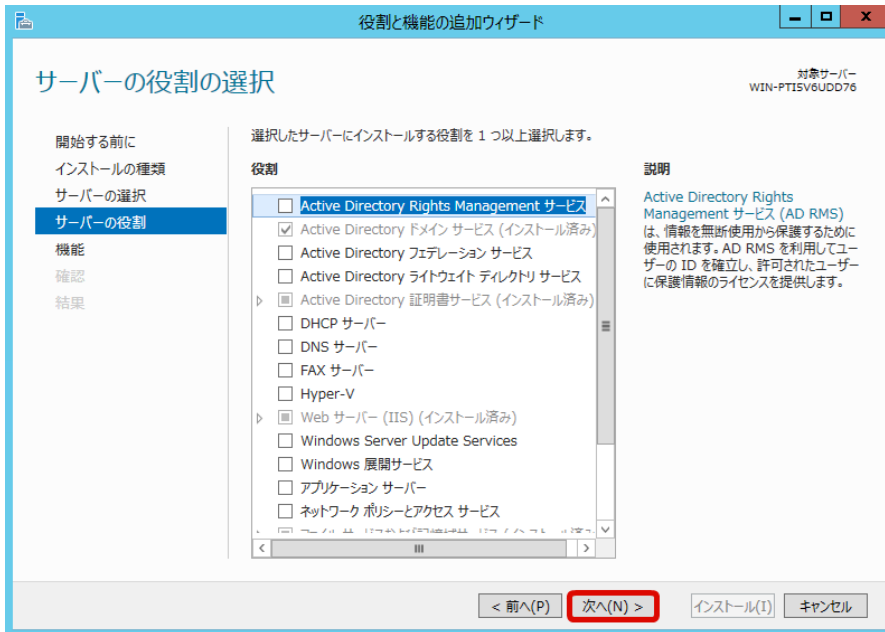 役割と機能の追加ウィザード
サーバーの役割の選択
対象サーバー
WIN-PTI5V6UDD76
開始する前に
インストールの種類
サーバーの選択
サーバーの役割
機能
確認
結果
選択したサーバーにインストールする役割を 1 つ以上選択します。
役割
Active Directory Rights Management サービス
Active Directory ドメイン サービス (インストール済み)
Active Directory フェデレーション サービス
Active Directory ライトウェイト ディレクトリ サービス
Active Directory 証明書サービス (インストール済み)
DHCP サーバー
DNS サーバー
FAX サーバー
Hyper-V
Web サーバー (IIS) (インストール済み)
Windows Server Update Services
Windows 展開サービス
アプリケーション サーバー
ネットワーク ポリシーとアクセス サービス
説明
Active Directory Rights
Management サービス (AD RMS)
は、情報を無断使用から保護するために
使用されます。AD RMS を利用してユー
ザーの ID を確立し、許可されたユーザー
に保護情報のライセンスを提供します。
< 前へ(P)
次へ(N) >
インストール(I)
キャンセル